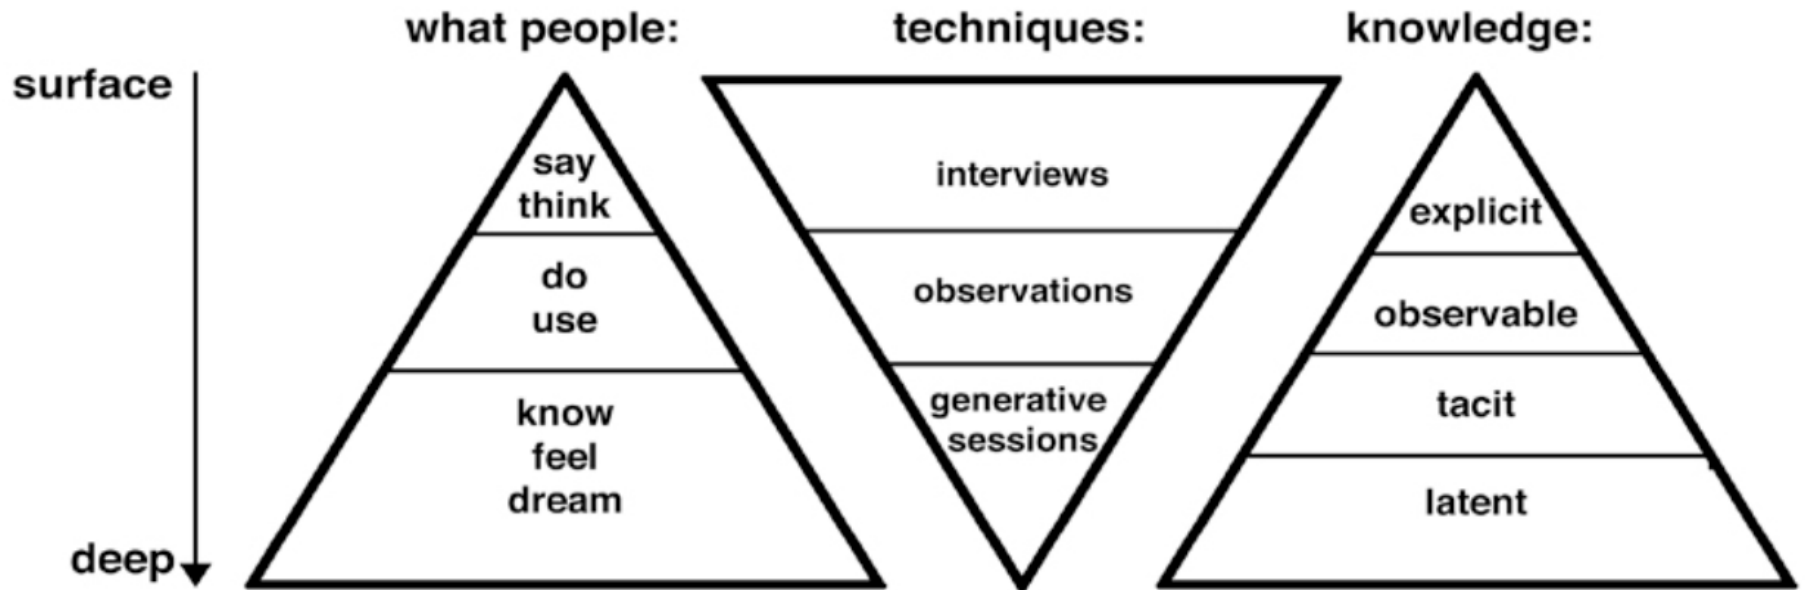 what people:
techniques:
knowledge:
surface
deep
say
think
do
use
know
feel
dream
interviews
observations
generative
sessions
explicit
observable
tacit
latent